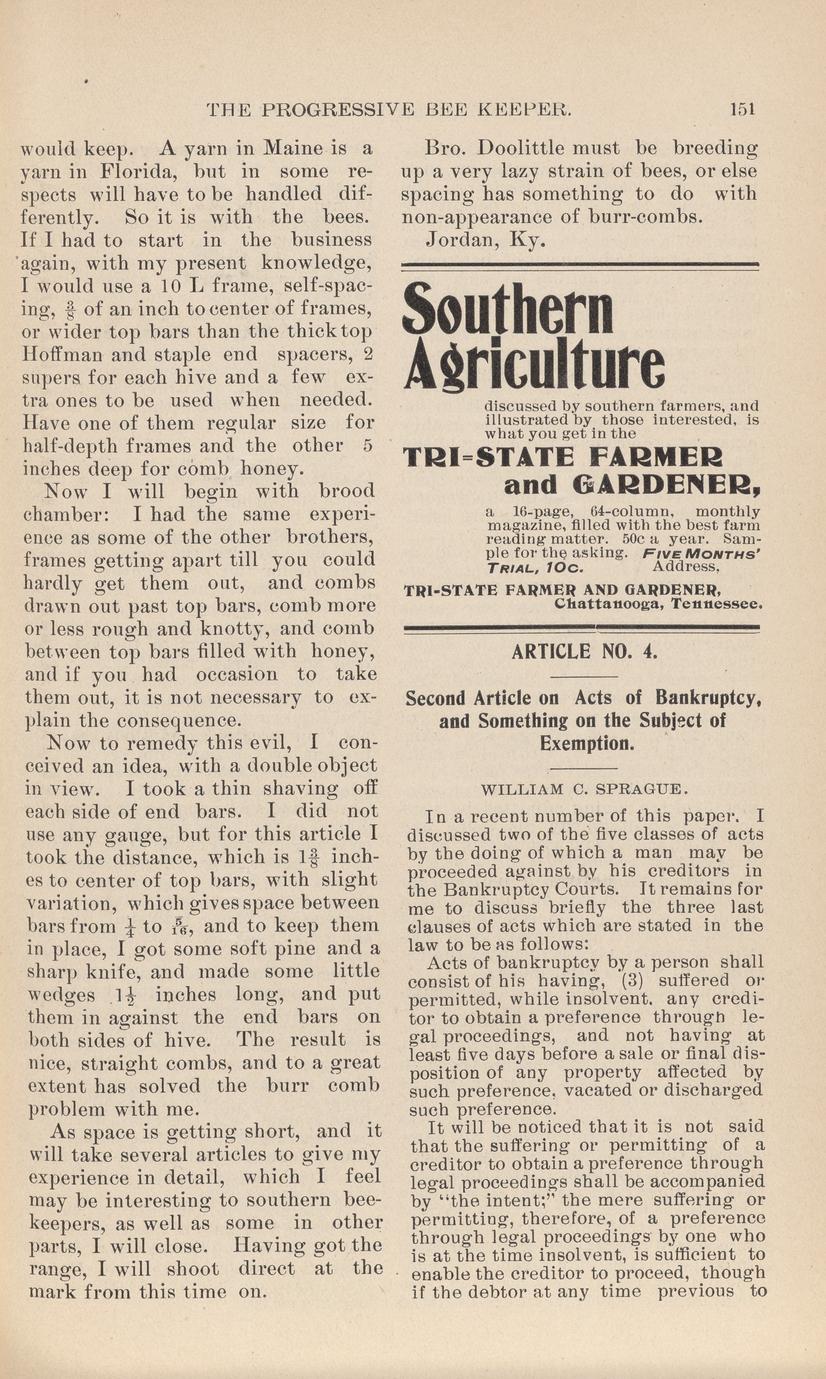 THE PROGRESSIVE BEE KEEPER.
151
would keep. A yarn in Maine is a
yarn in Florida, but in some re-
spects will have to be handled dif-
ferently. So it is with the bees.
If I had to start in the business
again, with my present knowledge,
I would use a 10 L frame, self-spac-
ing, ⅜ of an inch to center of frames,
or wider top bars than the thick top
Hoffman and staple end spacers, 2
supers for each hive and a few ex-
tra ones to be used when needed.
Have one of them regular size for
half-depth frames and the other 5
inches deep for comb honey.
Now I will begin with brood
chamber: I had the same experi-
ence as some of the other brothers,
frames getting apart till you could
hardly get them out, and combs
drawn out past top bars, comb more
or less rough and knotty, and comb
between top bars filled with honey,
and if you had occasion to take
them out, it is not necessary to ex-
plain the consequence.
Now to remedy this evil, I con-
ceived an idea, with a double object
in view. I took a thin shaving off
each side of end bars. I did not
use any gauge, but for this article I
took the distance, which is 1⅜ inch-
es to center of top bars, with slight
variation, which gives space between
bars from ¼ to 5/16, and to keep them
in place, I got some soft pine and a
sharp knife, and made some little
wedges 1½ inches long, and put
them in against the end bars on
both sides of hive. The result is
nice, straight combs, and to a great
extent has solved the burr comb
problem with me.
As space is getting short, and it
will take several articles to give my
experience in detail, which I feel
may be interesting to southern bee-
keepers, as well as some in other
parts, I will close. Having got the
range, I will shoot direct at the
mark from this time on.
Bro. Doolittle must be breeding
up a very lazy strain of bees, or else
spacing has something to do with
non-appearance of burr-combs.
Jordan, Ky.
Southern
Agriculture
discussed by southern farmers, and
illustrated by those interested, is
what you get in the
TRI=STATE FARMER
and GARDENER,
a 16-page, 64-column, monthly
magazine, filled with the best farm
reading matter. 50c a year. Sam-
ple for the asking. FIVE MONTHS'
TRIAL, 10c. Address,
TRI-STATE FARMER AND GARDENER,
Chattanooga, Tennessee.
ARTICLE NO. 4.
Second Article on Acts of Bankruptcy,
and Something on the Subject of
Exemption.
WILLIAM C. SPRAGUE.
In a recent number of this paper, I
discussed two of the five classes of acts
by the doing of which a man may be
proceeded against by his creditors in
the Bankruptcy Courts. It remains for
me to discuss briefly the three last
clauses of acts which are stated in the
law to be as follows:
Acts of bankruptcy by a person shall
consist of his having, (3) suffered or
permitted, while insolvent, any credi-
tor to obtain a preference through le-
gal proceedings, and not having at
least five days before a sale or final dis-
position of any property affected by
such preference, vacated or discharged
such preference.
It will be noticed that it is not said
that the suffering or permitting of a
creditor to obtain a preference through
legal proceedings shall be accompanied
by "the intent;" the mere suffering or
permitting, therefore, of a preference
through legal proceedings by one who
is at the time insolvent, is sufficient to
enable the creditor to proceed, though
if the debtor at any time previous to